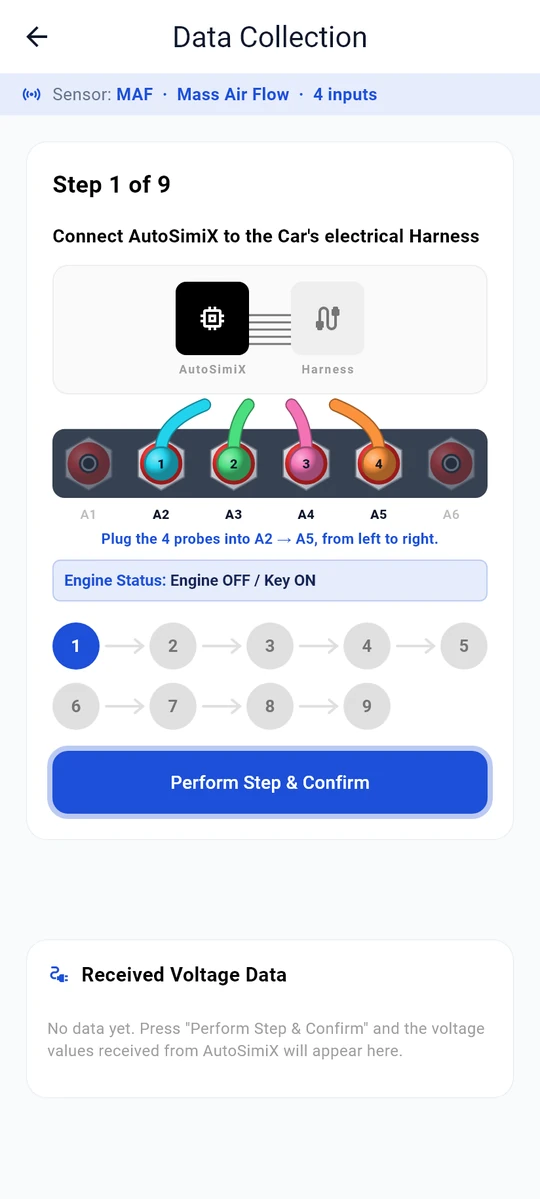 Data Collection
Sensor: MAF · Mass Air Flow · 4 inputs
Step 1 of 9
Connect AutoSimiX to the Car's electrical Harness
AutoSimiX Harness
1 2 3 4
A1 A2 A3 A4 A5 A6
Plug the 4 probes into A2 → A5, from left to right.
Engine Status: Engine OFF / Key ON
1 2 3 4 5
6 7 8 9
Perform Step & Confirm
Received Voltage Data
No data yet. Press "Perform Step & Confirm" and the voltage
values received from AutoSimiX will appear here.